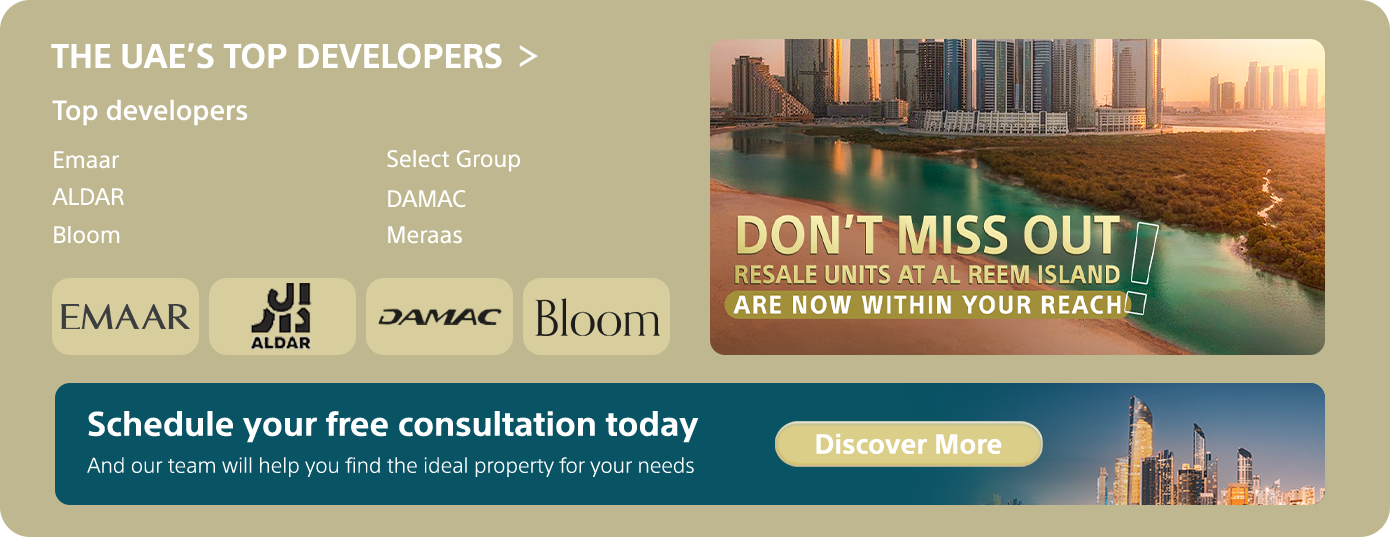 THE UAE’S TOP DEVELOPERS >
Top developers
Emaar
ALDAR
Bloom
Select Group
DAMAC
Meraas
EMAAR
الدار
ALDAR
DAMAC
Bloom
DON’T MISS OUT
RESALE UNITS AT AL REEM ISLAND
ARE NOW WITHIN YOUR REACH!
Schedule your free consultation today
And our team will help you find the ideal property for your needs
Discover More